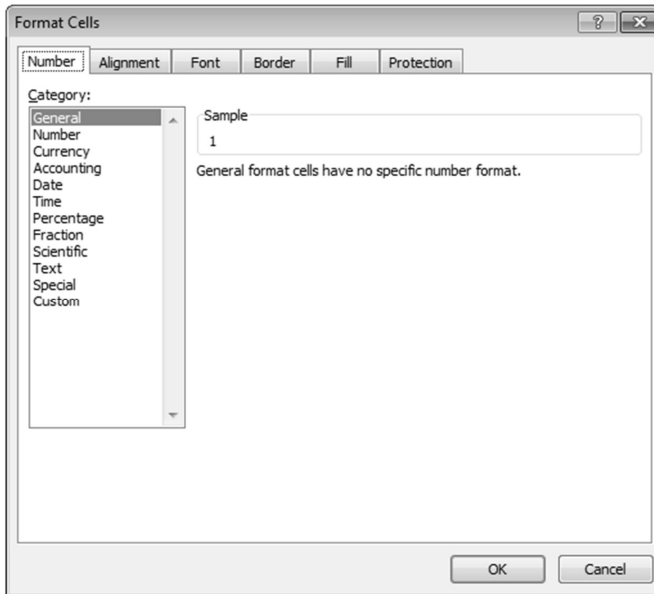 Format Cells
Number Alignment Font Border Fill Protection
Category:
General
Number
Currency
Accounting
Date
Time
Percentage
Fraction
Scientific
Text
Special
Custom
Sample
1
General format cells have no specific number format.
OK Cancel